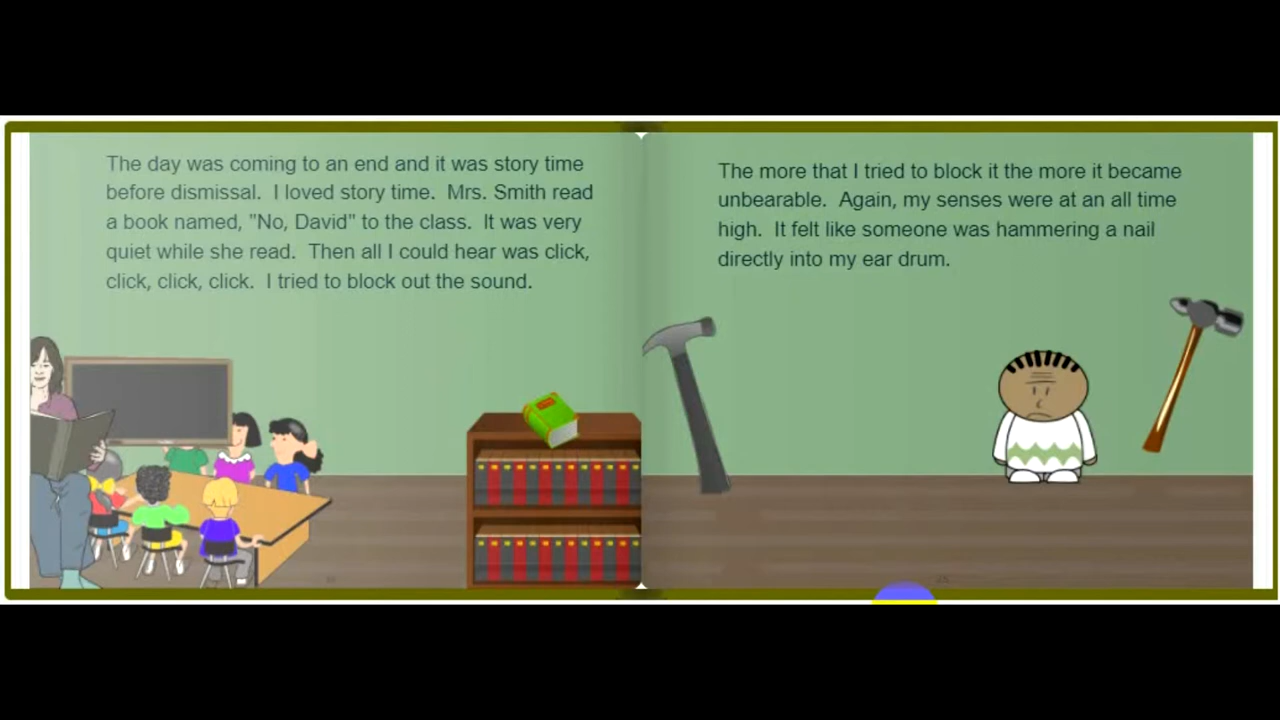 The day was coming to an end and it was story time
before dismissal. I loved story time. Mrs. Smith read
a book named, "No, David" to the class. It was very
quiet while she read. Then all I could hear was click,
click, click, click. I tried to block out the sound.
The more that I tried to block it the more it became
unbearable. Again, my senses were at an all time
high. It felt like someone was hammering a nail
directly into my ear drum.